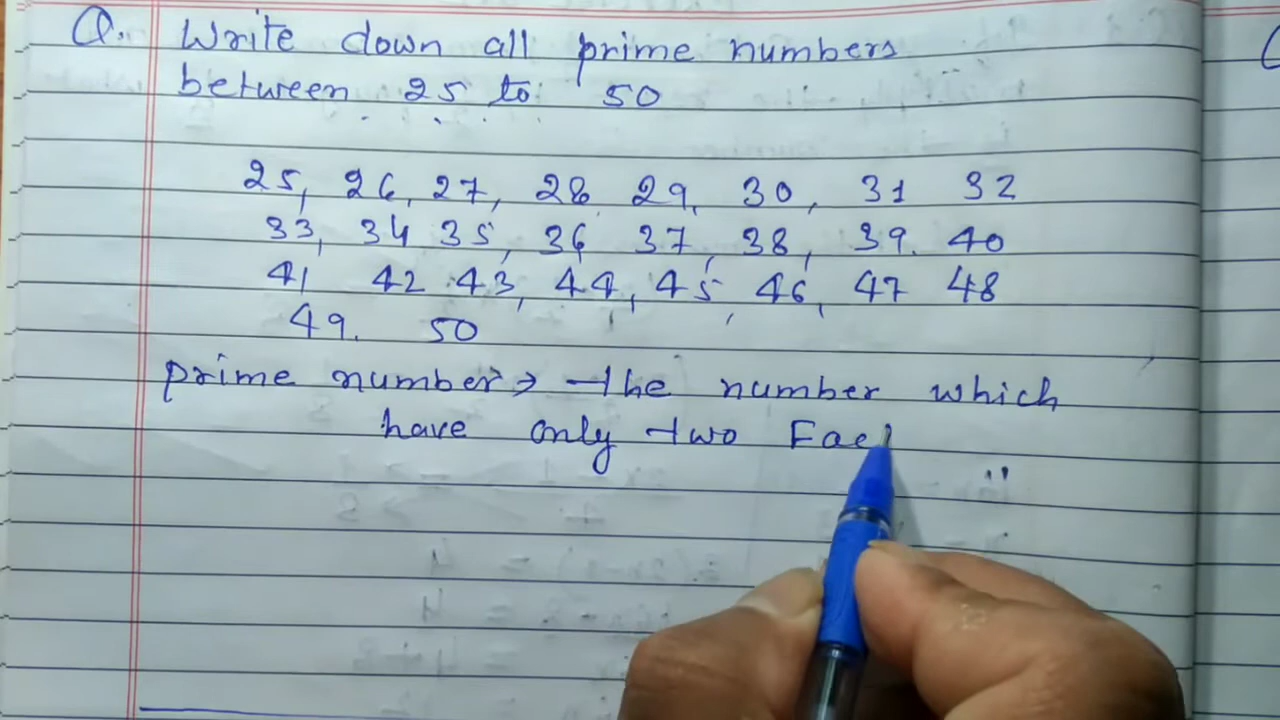 Q. Write down all prime numbers
between 25 to 50
25, 26, 27, 28 29, 30, 31 32
33, 34 35, 36 37, 38, 39. 40
41 42 43, 44, 45 46, 47 48
49. 50
prime number → the number which
have only two Fac